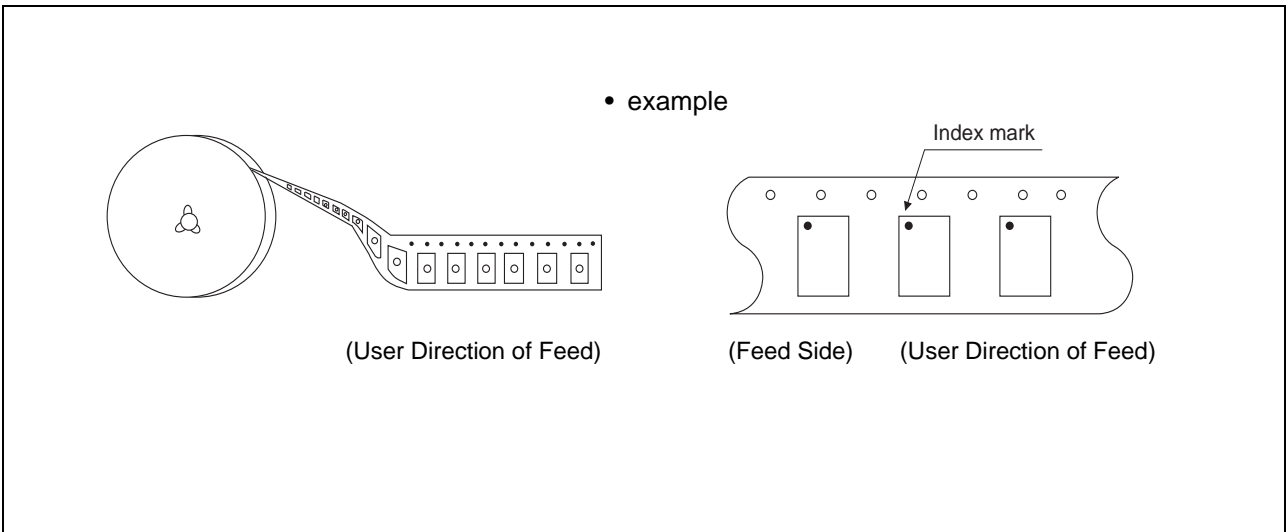 • example
Index mark
(User Direction of Feed)
(Feed Side)
(User Direction of Feed)